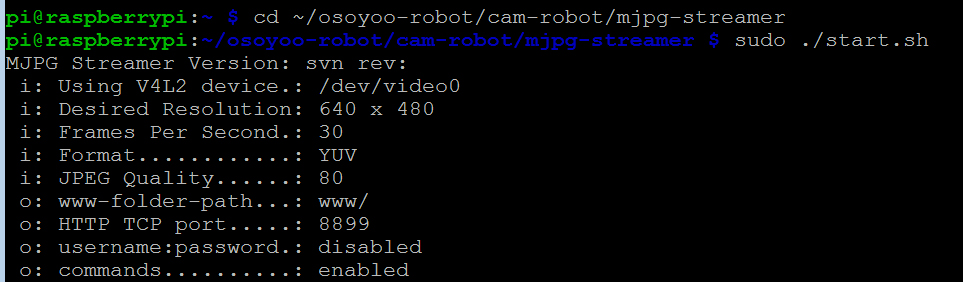 pi@raspberrypi:~ $ cd ~/osoyoo-robot/cam-robot/mjpg-streamer
pi@raspberrypi:~/osoyoo-robot/cam-robot/mjpg-streamer $ sudo ./start.sh
MJPG Streamer Version: svn rev:
 i: Using V4L2 device.: /dev/video0
 i: Desired Resolution: 640 x 480
 i: Frames Per Second.: 30
 i: Format............: YUV
 i: JPEG Quality......: 80
 o: www-folder-path...: www/
 o: HTTP TCP port.....: 8899
 o: username:password.: disabled
 o: commands..........: enabled